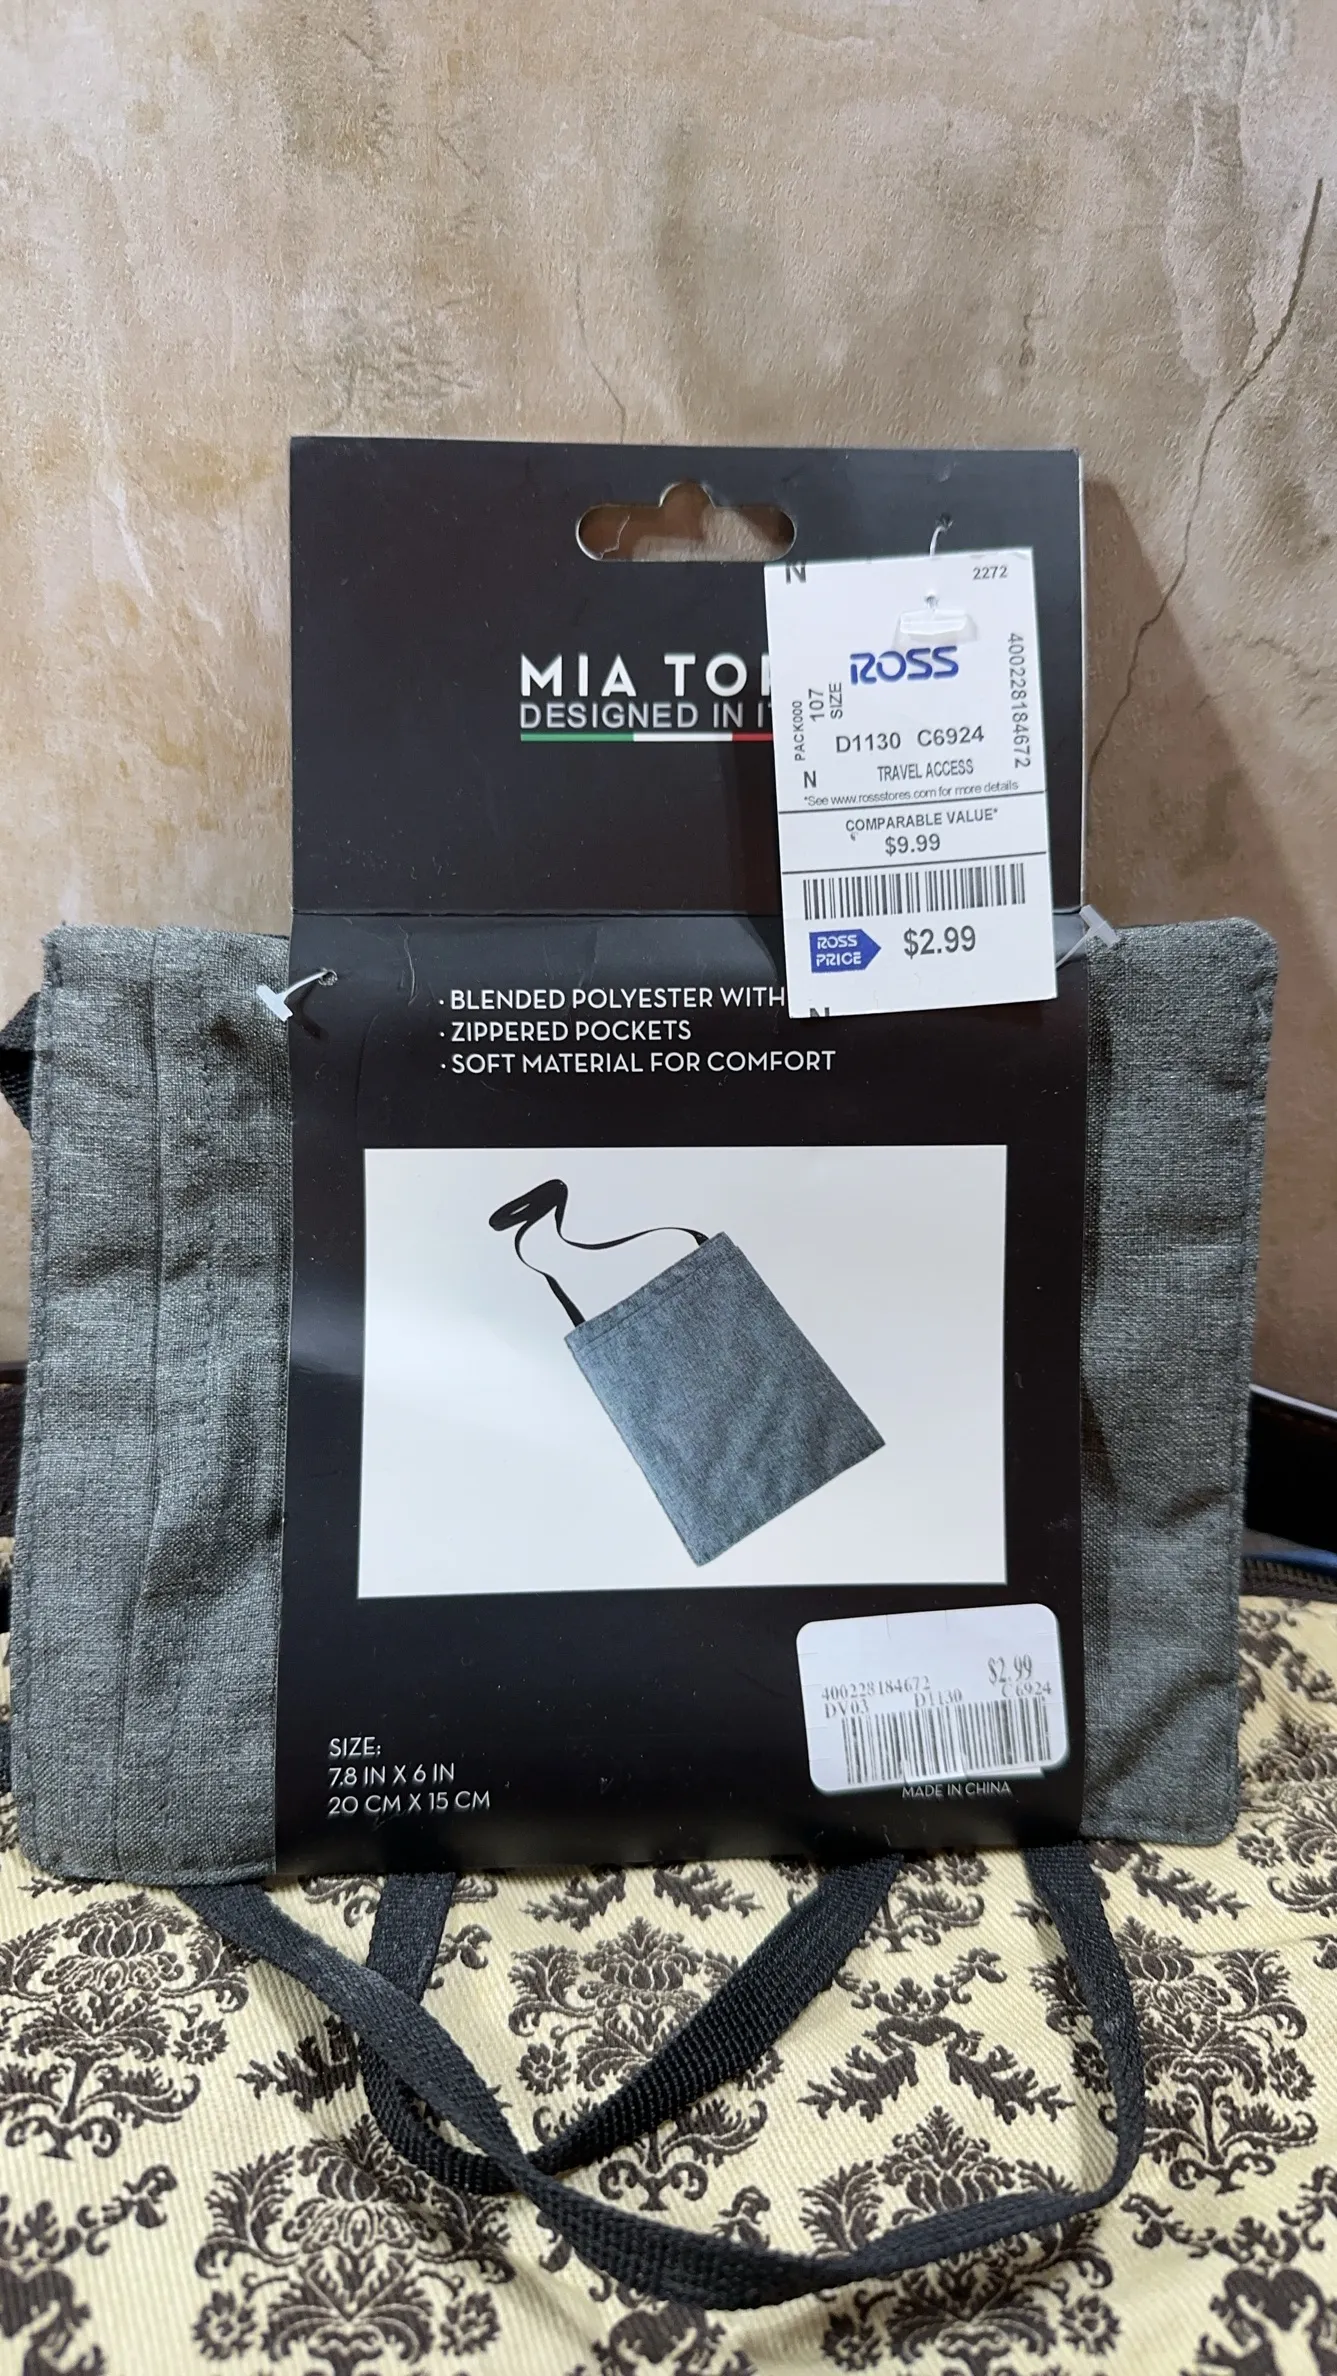 MIA TO
DESIGNED IN I
N
2272
ROSS
400228184672
PACK000
107
SIZE
D1130 C6924
N
TRAVEL ACCESS
*See www.rossstores.com for more details
COMPARABLE VALUE*
$9.99
ROSS
PRICE
$2.99
N
· BLENDED POLYESTER WITH
· ZIPPERED POCKETS
· SOFT MATERIAL FOR COMFORT
$2.99
400228184672
DV03 D1130 C6924
SIZE:
7.8 IN X 6 IN
20 CM X 15 CM
MADE IN CHINA